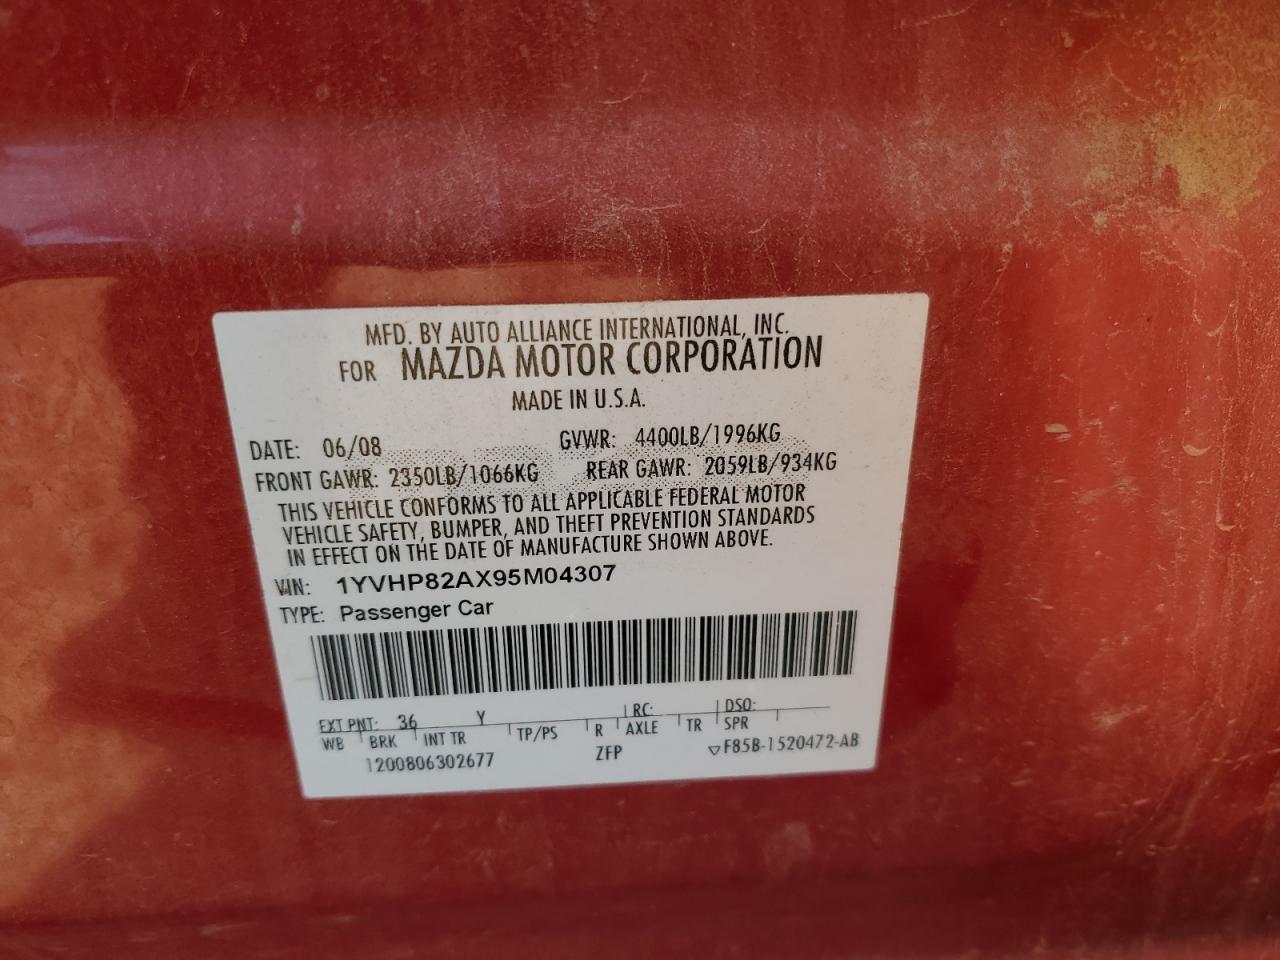 MFD. BY AUTO ALLIANCE INTERNATIONAL, INC.
FOR MAZDA MOTOR CORPORATION
MADE IN U.S.A.
DATE: 06/08 GVWR: 4400LB/1996KG
FRONT GAWR: 2350LB/1066KG REAR GAWR: 2059LB/934KG
THIS VEHICLE CONFORMS TO ALL APPLICABLE FEDERAL MOTOR
VEHICLE SAFETY, BUMPER, AND THEFT PREVENTION STANDARDS
IN EFFECT ON THE DATE OF MANUFACTURE SHOWN ABOVE.
VIN: 1YVHP82AX95M04307
TYPE: Passenger Car
EXT PNT: 36 Y RC: DSO:
WB BRK INT TR TP/PS R AXLE TR SPR
1200806302677 ZFP ▽F85B-1520472-AB